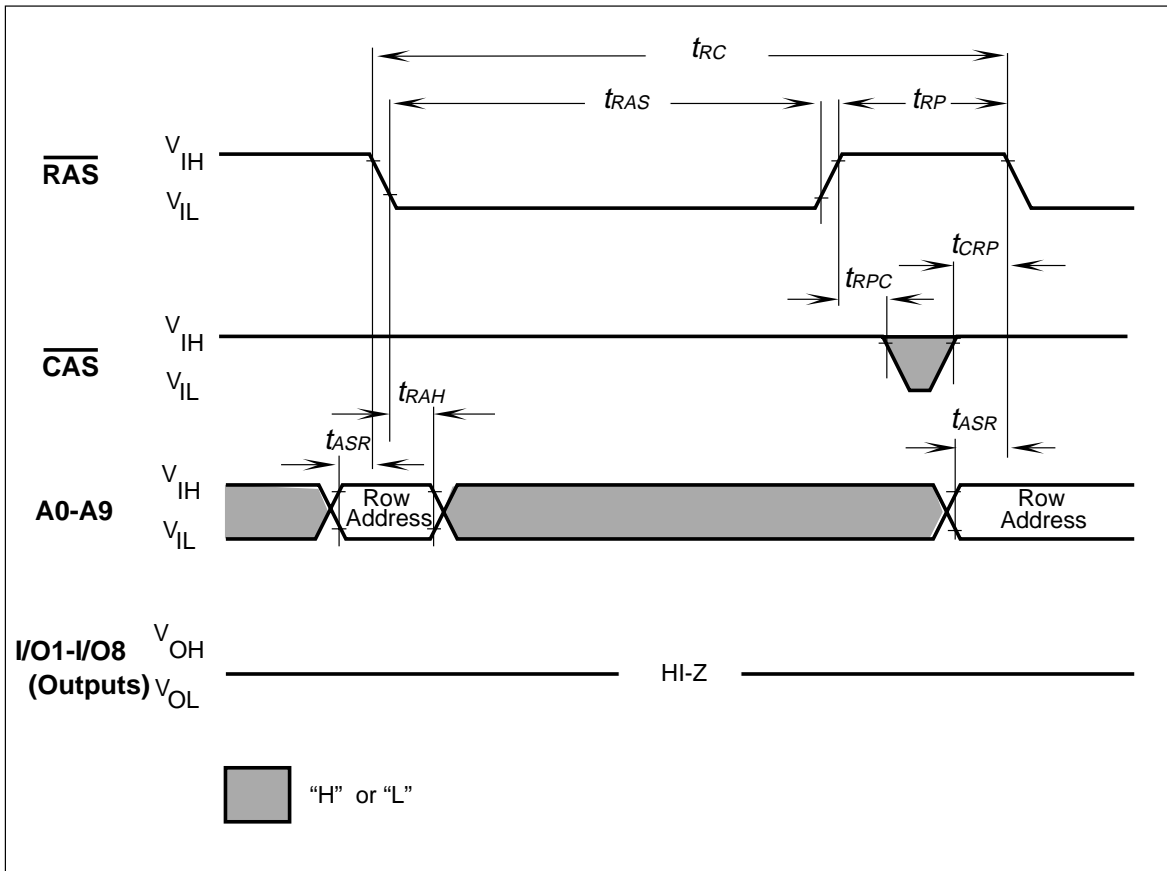 tRC
tRAS
tRP
RAS
VIH
VIL
tCRP
tRPC
CAS
VIH
VIL
tRAH
tASR
tASR
A0-A9
VIH
VIL
Row
Address
Row
Address
I/O1-I/O8
(Outputs)
VOH
VOL
HI-Z
“H” or “L”